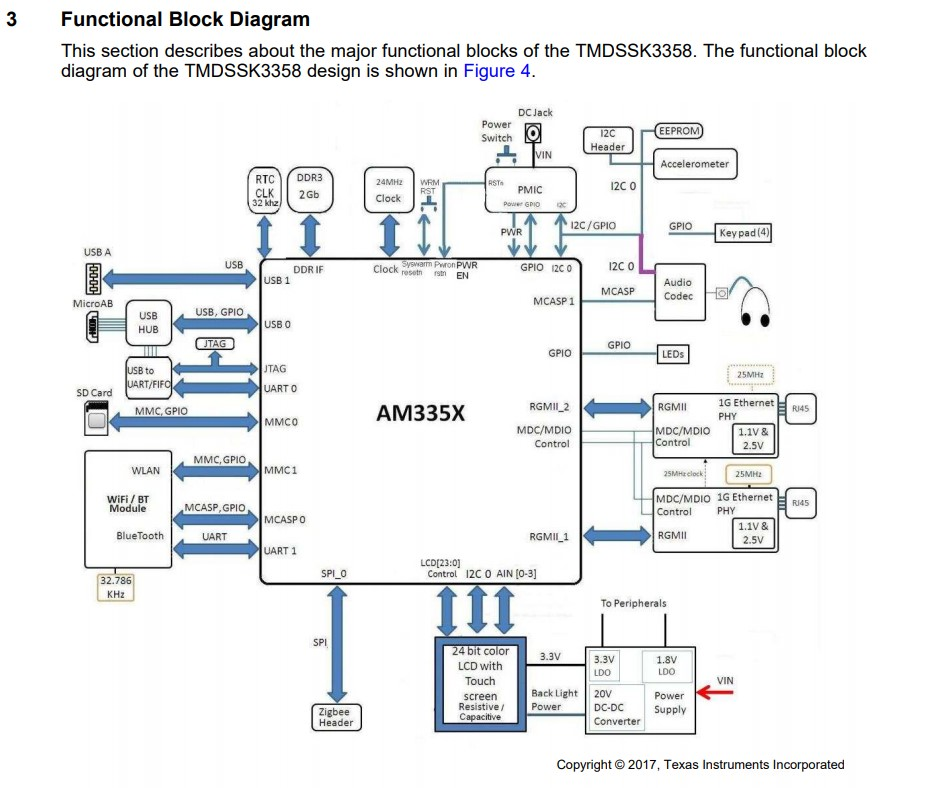 3 Functional Block Diagram
This section describes about the major functional blocks of the TMDSSK3358. The functional block
diagram of the TMDSSK3358 design is shown in Figure 4.
DC Jack
Power
Switch
VIN
I2C
Header
EEPROM
Accelerometer
RTC
CLK
32 khz
DDR3
2Gb
24MHz
Clock
WRM
RST
RSTn
PMIC
Power GPIO I2C
I2C 0
PWR
I2C/GPIO
GPIO
Key pad (4)
USB A
USB
USB 1
DDR IF
Clock
Syswarm
resetn
Pwron
rstn
PWR
EN
GPIO
I2C 0
I2C 0
Audio
Codec
MCASP
MCASP 1
MicroAB
USB
HUB
USB, GPIO
USB 0
JTAG
USB to
UART/FIFO
JTAG
UART 0
GPIO
GPIO
LEDs
SD Card
MMC, GPIO
MMC 0
AM335X
25MHz
RGMII_2
RGMII
1G Ethernet
PHY
RJ45
MDC/MDIO
Control
MDC/MDIO
Control
1.1V &
2.5V
WLAN
MMC, GPIO
MMC 1
25MHz clock
25MHz
WiFi / BT
Module
MCASP, GPIO
MCASP 0
MDC/MDIO
Control
1G Ethernet
PHY
RJ45
BlueTooth
UART
UART 1
RGMII_1
RGMII
1.1V &
2.5V
32.786
KHz
SPI_0
LCD[23:0]
Control
I2C 0
AIN [0-3]
To Peripherals
SPI
24 bit color
LCD with
Touch
screen
Resistive /
Capacitive
3.3V
3.3V
LDO
1.8V
LDO
VIN
Back Light
Power
20V
DC-DC
Converter
Power
Supply
Zigbee
Header
Copyright © 2017, Texas Instruments Incorporated